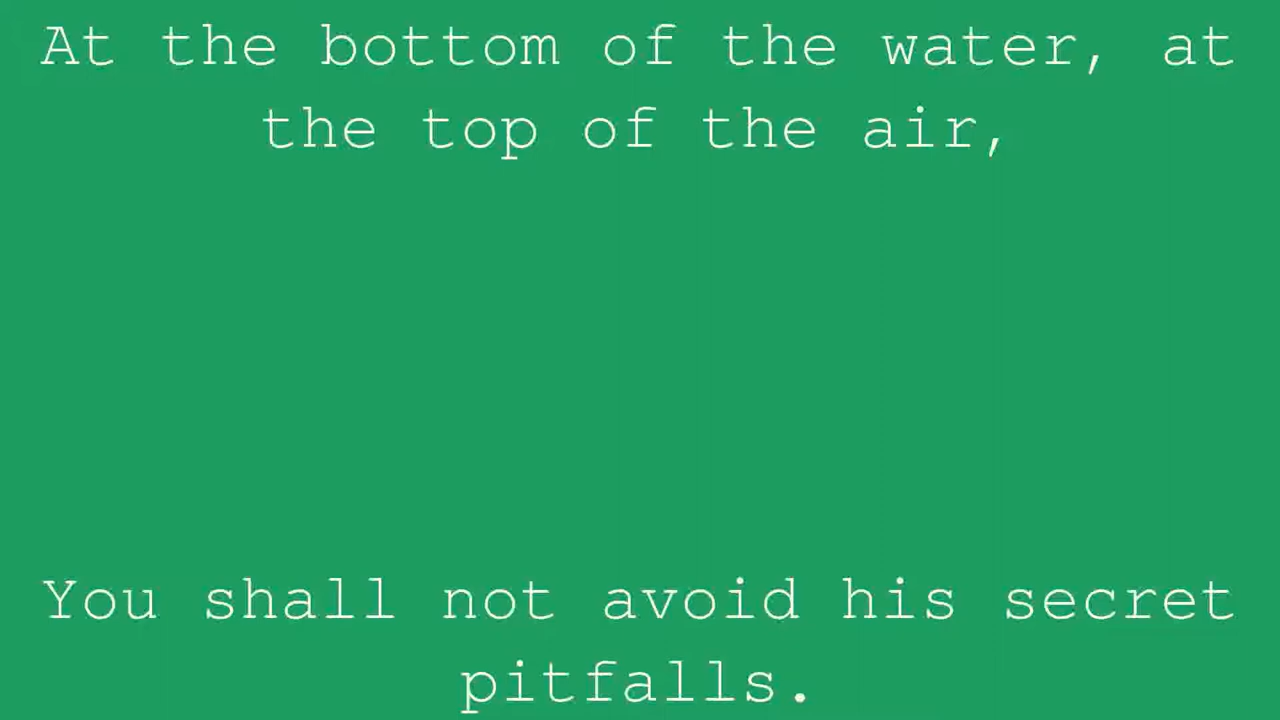 At the bottom of the water, at
the top of the air,
You shall not avoid his secret
pitfalls.